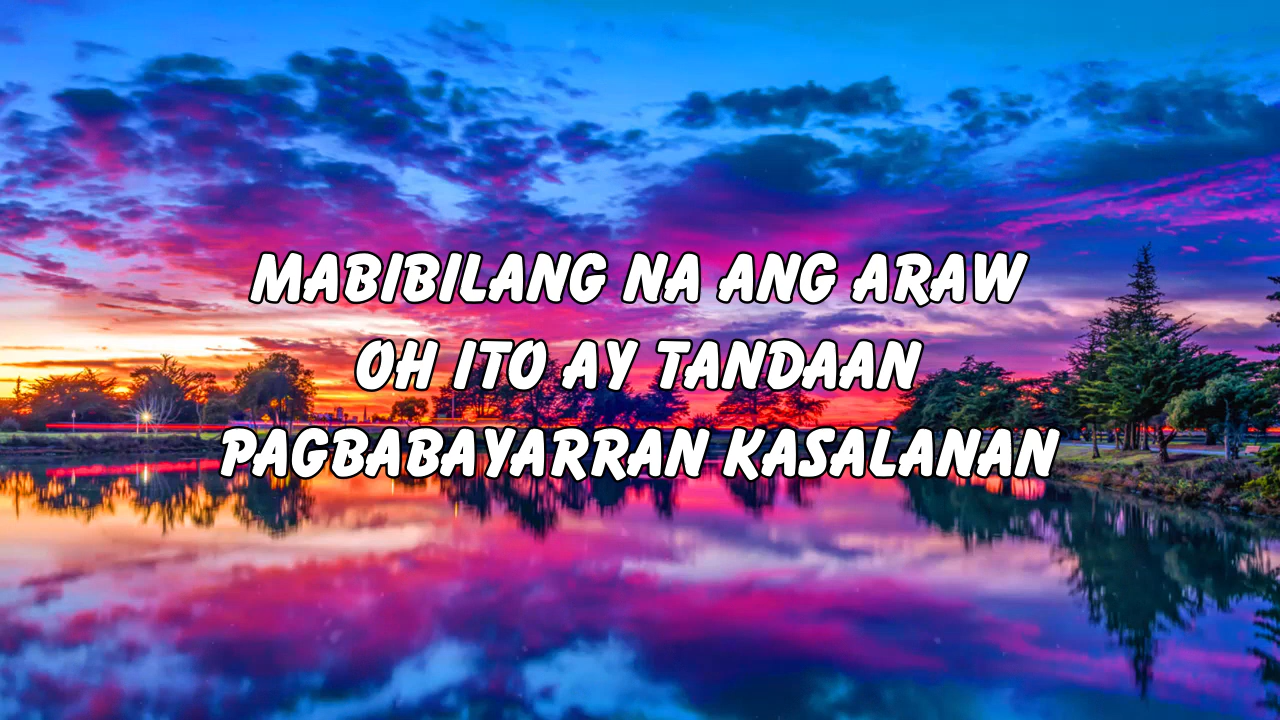 MABIBILANG NA ANG ARAW
OH ITO AY TANDAAN
PAGBABAYARRAN KASALANAN